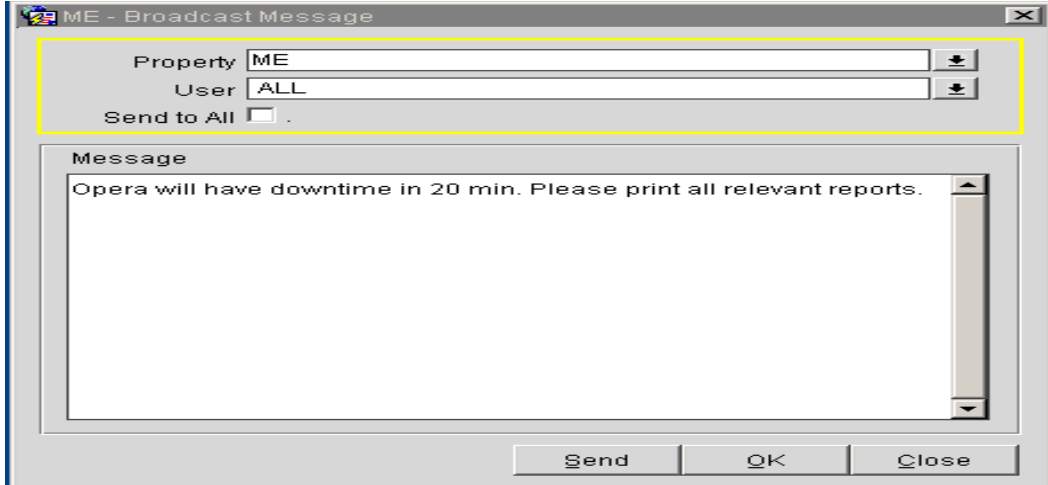 ME - Broadcast Message
Property ME
User ALL
Send to All .
Message
Opera will have downtime in 20 min. Please print all relevant reports.
Send OK Close